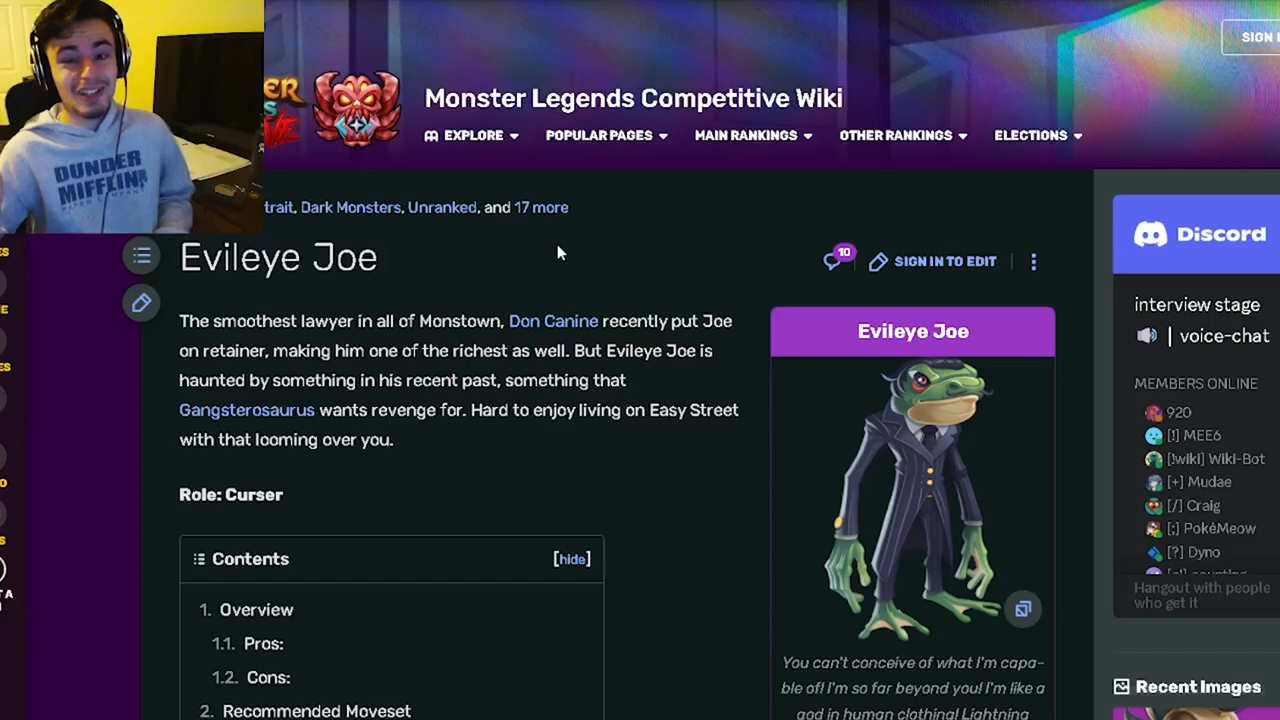 Monster Legends Competitive Wiki
SIGN
EXPLORE
POPULAR PAGES
MAIN RANKINGS
OTHER RANKINGS
ELECTIONS
DUNDER
MIFFLIN
PAPER COMPANY
trait, Dark Monsters, Unranked, and 17 more
Evileye Joe
10
SIGN IN TO EDIT
The smoothest lawyer in all of Monstown, Don Canine recently put Joe
on retainer, making him one of the richest as well. But Evileye Joe is
haunted by something in his recent past, something that
Gangsterosaurus wants revenge for. Hard to enjoy living on Easy Street
with that looming over you.
Role: Curser
Contents [hide]
1. Overview
1.1. Pros:
1.2. Cons:
2. Recommended Moveset
Evileye Joe
You can't conceive of what I'm capa-
ble of! I'm so far beyond you! I'm like a
god in human clothing! Lightning
Discord
interview stage
| voice-chat
MEMBERS ONLINE
920
[!] MEE6
[!wiki] Wiki-Bot
[+] Mudae
[/] Craig
[;] PokéMeow
[?] Dyno
Hangout with people
who get it
Recent Images